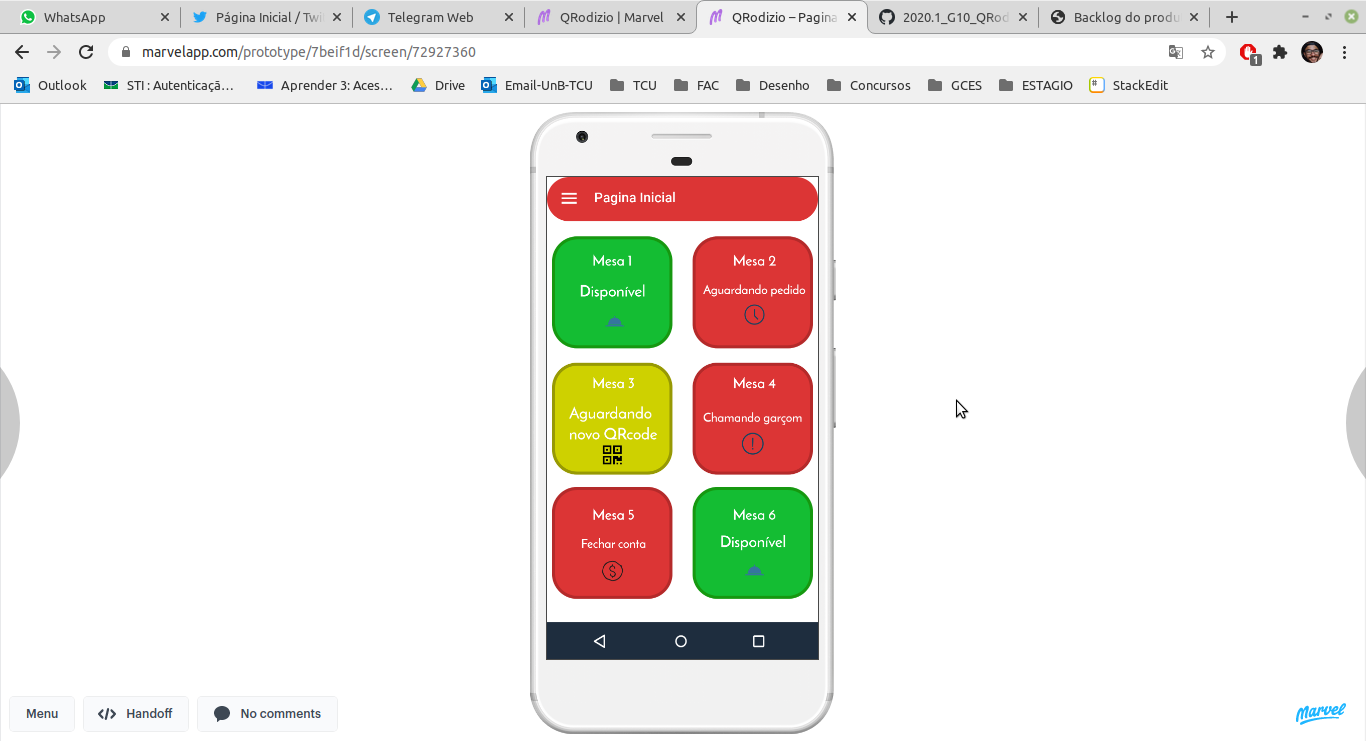 WhatsApp
Página Inicial / Twi
Telegram Web
QRodizio | Marvel
QRodizio – Pagina
2020.1_G10_QRod
Backlog do produ
marvelapp.com/prototype/7beif1d/screen/72927360
1
Outlook
STI : Autenticaçã…
Aprender 3: Aces…
Drive
Email-UnB-TCU
TCU
FAC
Desenho
Concursos
GCES
ESTAGIO
StackEdit
Pagina Inicial
Mesa 1
Disponível
Mesa 2
Aguardando pedido
Mesa 3
Aguardando
novo QRcode
Mesa 4
Chamando garçom
Mesa 5
Fechar conta
Mesa 6
Disponível
Menu
Handoff
No comments
Marvel